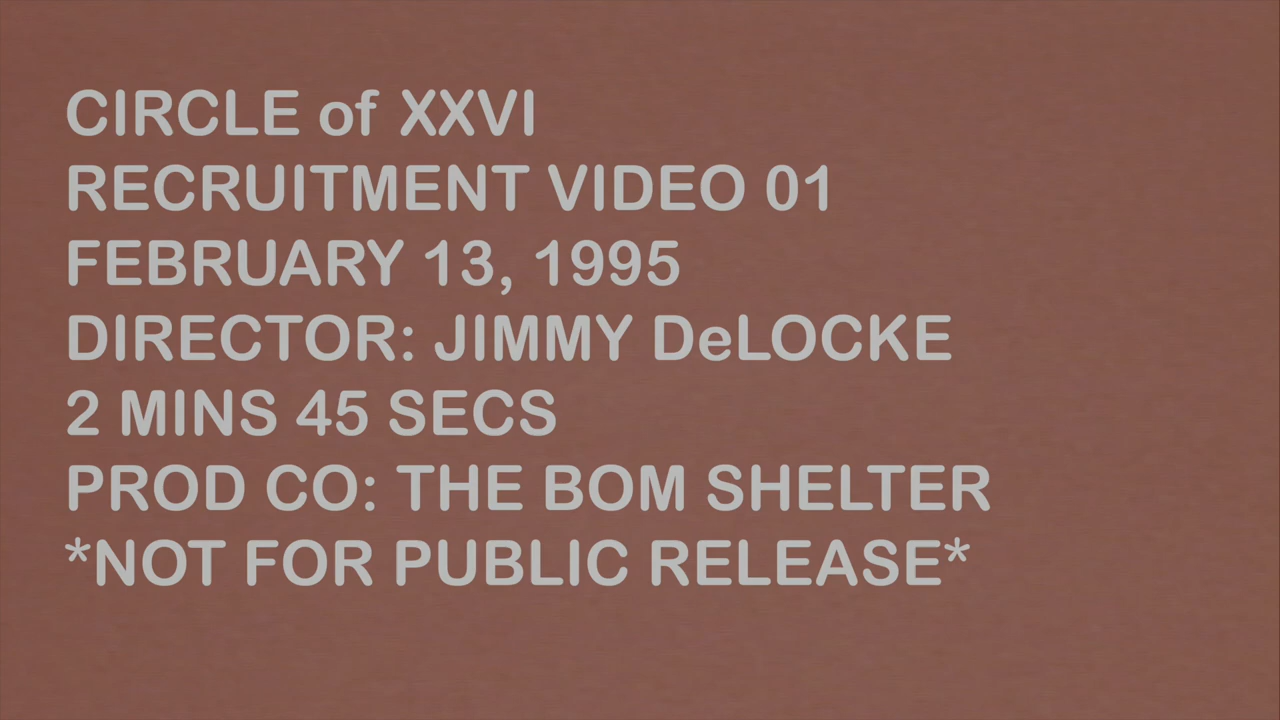 CIRCLE of XXVI
RECRUITMENT VIDEO 01
FEBRUARY 13, 1995
DIRECTOR: JIMMY DeLOCKE
2 MINS 45 SECS
PROD CO: THE BOM SHELTER
*NOT FOR PUBLIC RELEASE*